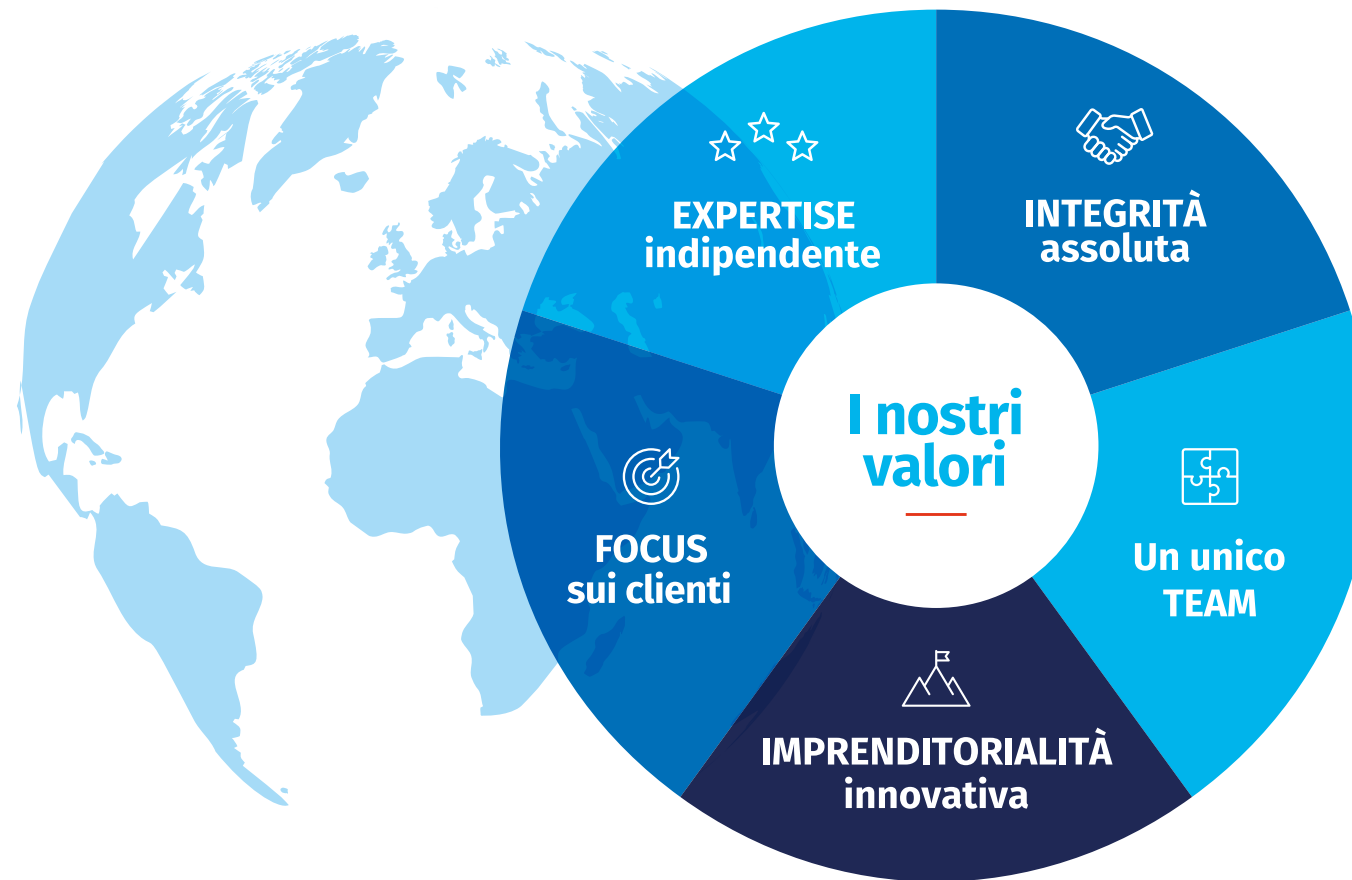 EXPERTISE
indipendente
INTEGRITÀ
assoluta
I nostri
valori
FOCUS
sui clienti
Un unico
TEAM
IMPRENDITORIALITÀ
innovativa